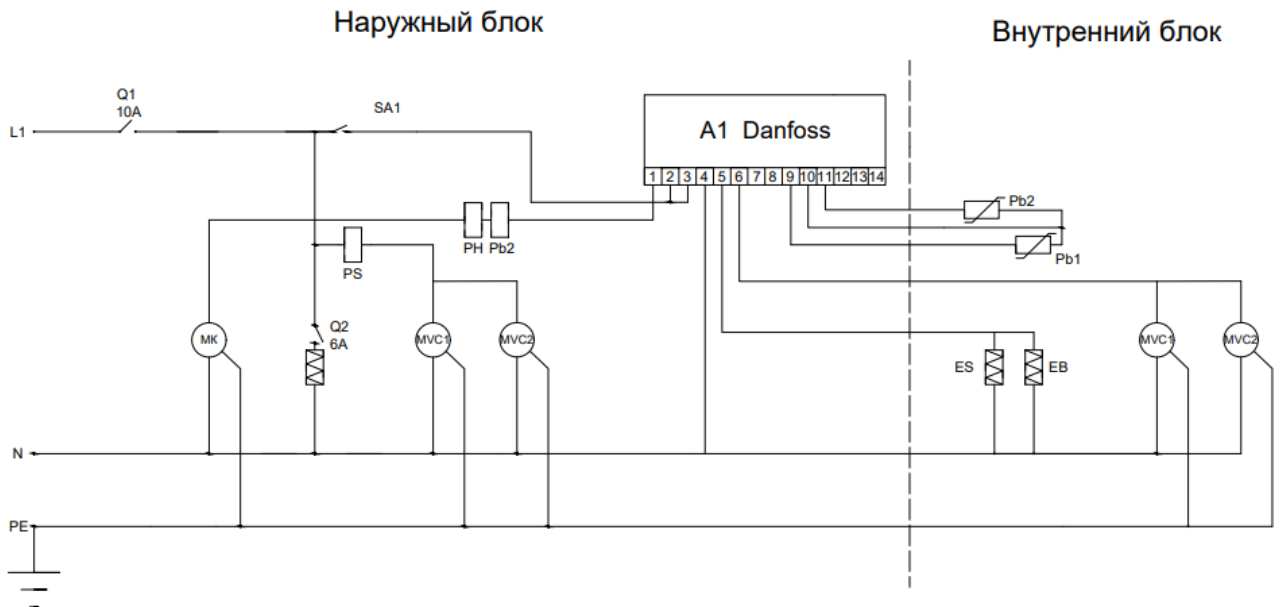 Наружный блок
Внутренний блок
Q1
10A
SA1
L1
A1 Danfoss
1 2 3 4 5 6 7 8 9 10 11 12 13 14
Pb2
PH Pb2
Pb1
PS
Q2
6A
МК
MVC1
MVC2
MVC1
MVC2
ES
EB
N
PE